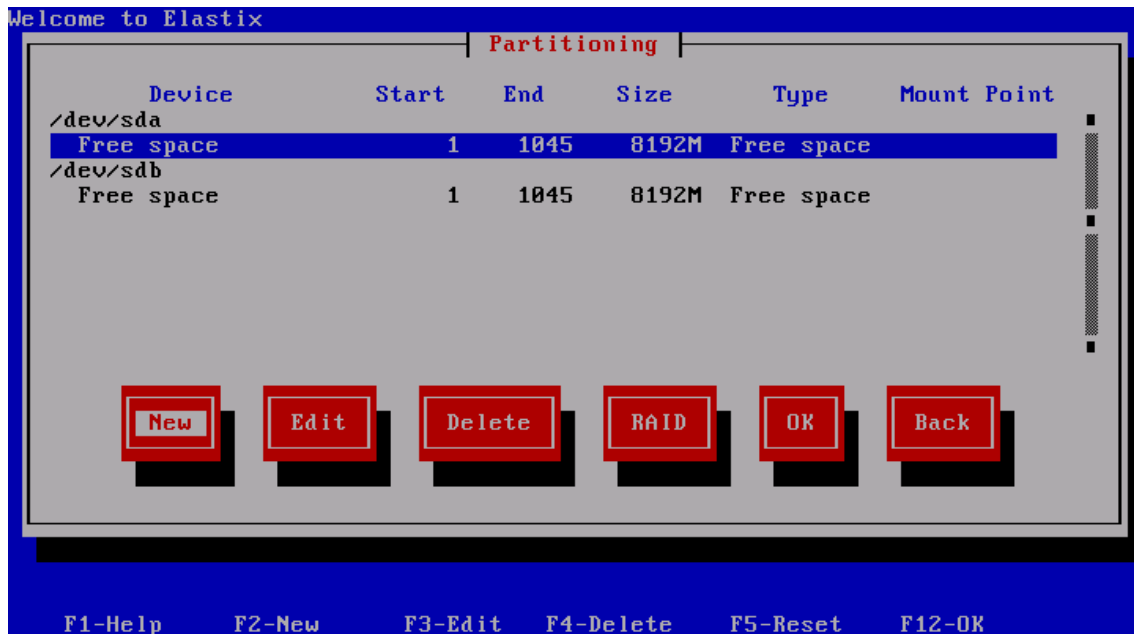 Welcome to Elastix
Partitioning
Device Start End Size Type Mount Point
/dev/sda
Free space 1 1045 8192M Free space
/dev/sdb
Free space 1 1045 8192M Free space
New Edit Delete RAID OK Back
F1-Help F2-New F3-Edit F4-Delete F5-Reset F12-OK